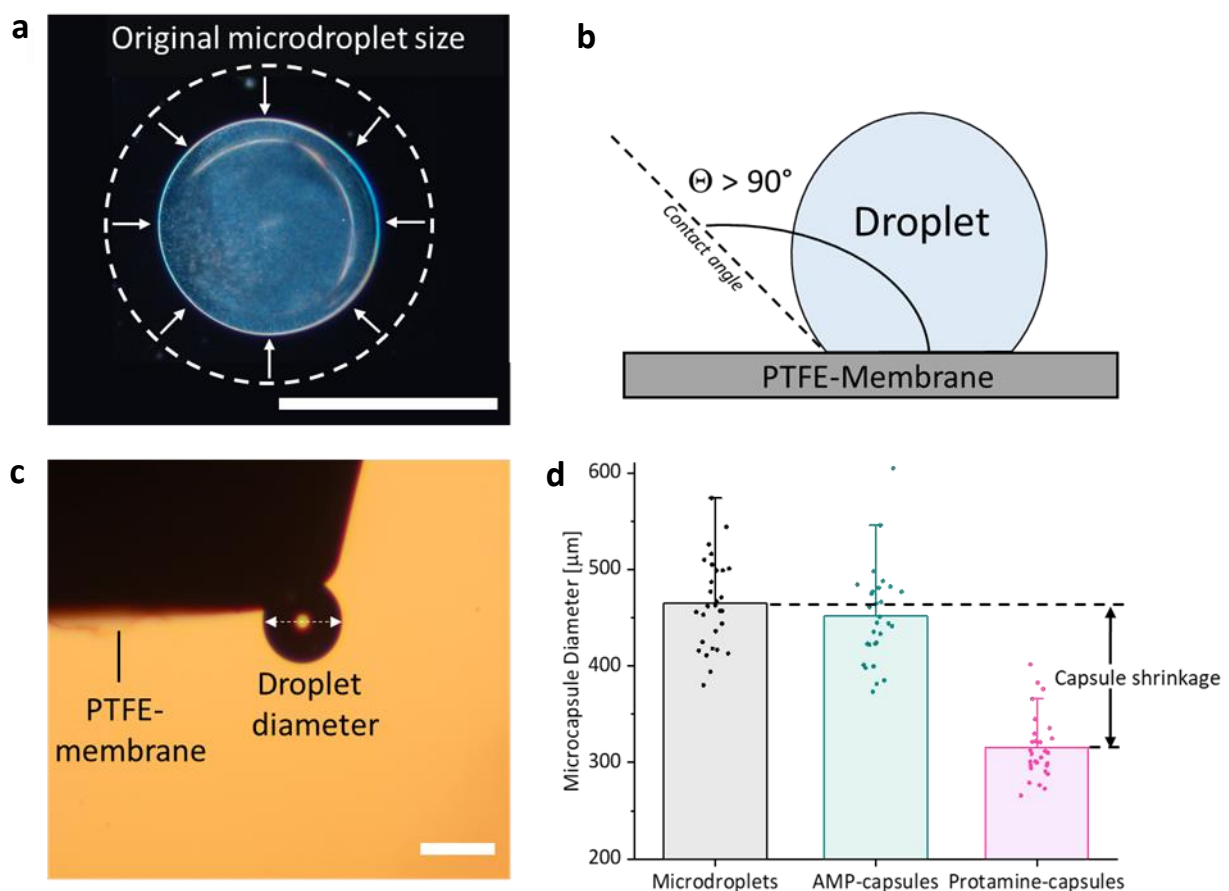 a
Original microdroplet size
b
Θ > 90°
Contact angle
Droplet
PTFE-Membrane
c
PTFE-
membrane
Droplet
diameter
d
Microcapsule Diameter [µm]
600
500
400
300
200
Capsule shrinkage
Microdroplets
AMP-capsules
Protamine-capsules